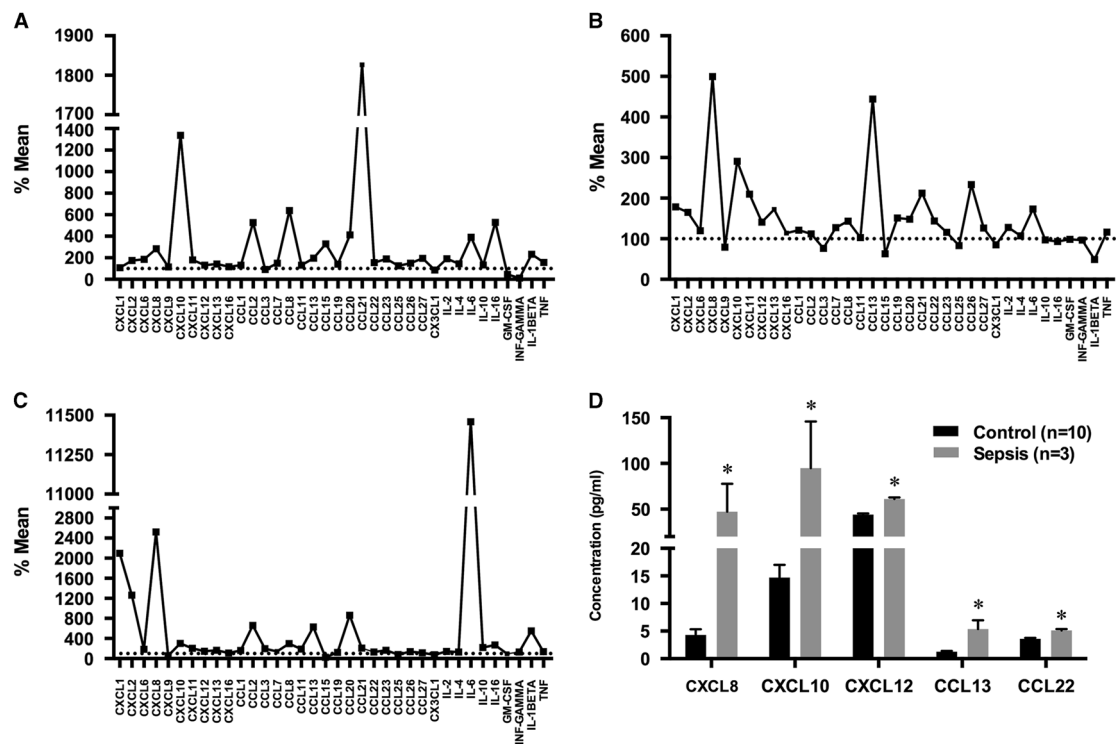 A
% Mean
1900
1800
1700
1400
1200
1000
800
600
400
200
0
CXCL1
CXCL2
CXCL6
CXCL8
CXCL9
CXCL10
CXCL11
CXCL12
CXCL13
CXCL16
CCL1
CCL2
CCL3
CCL7
CCL8
CCL11
CCL13
CCL15
CCL19
CCL20
CCL21
CCL22
CCL23
CCL25
CCL26
CCL27
CX3CL1
IL-2
IL-4
IL-6
IL-10
IL-16
GM-CSF
INF-GAMMA
IL-1BETA
TNF
B
% Mean
600
500
400
300
200
100
0
CXCL1
CXCL2
CXCL6
CXCL8
CXCL9
CXCL10
CXCL11
CXCL12
CXCL13
CXCL16
CCL1
CCL2
CCL3
CCL7
CCL8
CCL11
CCL13
CCL15
CCL19
CCL20
CCL21
CCL22
CCL23
CCL25
CCL26
CCL27
CX3CL1
IL-2
IL-4
IL-6
IL-10
IL-16
GM-CSF
INF-GAMMA
IL-1BETA
TNF
C
% Mean
11500
11250
11000
2800
2400
2000
1600
1200
800
400
0
CXCL1
CXCL2
CXCL6
CXCL8
CXCL9
CXCL10
CXCL11
CXCL12
CXCL13
CXCL16
CCL1
CCL2
CCL3
CCL7
CCL8
CCL11
CCL13
CCL15
CCL19
CCL20
CCL21
CCL22
CCL23
CCL25
CCL26
CCL27
CX3CL1
IL-2
IL-4
IL-6
IL-10
IL-16
GM-CSF
INF-GAMMA
IL-1BETA
TNF
D
Concentration (pg/ml)
150
100
50
20
15
10
5
0
* * * * *
Control (n=10)
Sepsis (n=3)
CXCL8 CXCL10 CXCL12 CCL13 CCL22